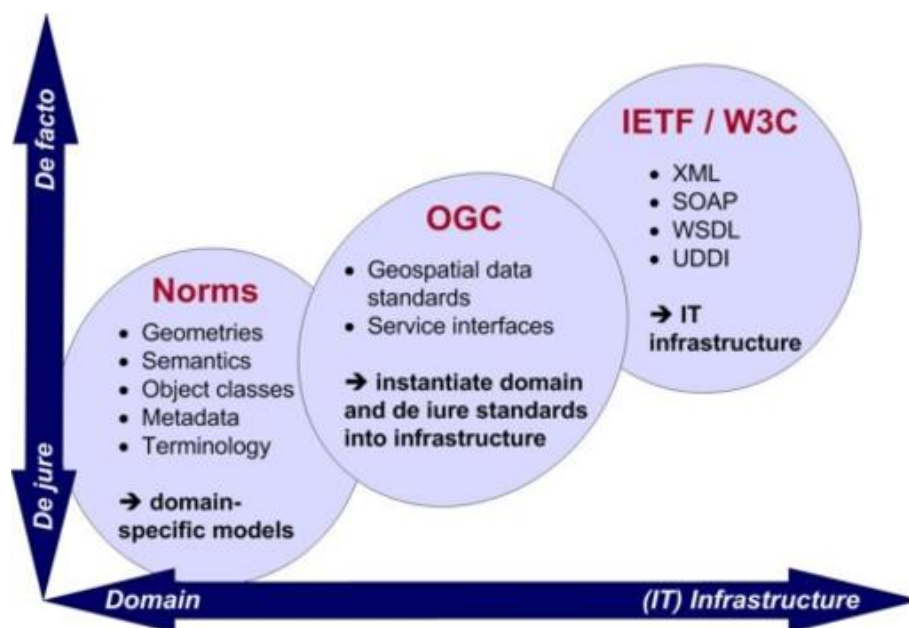 De facto
De jure
Norms
• Geometries
• Semantics
• Object classes
• Metadata
• Terminology
➔ domain-
specific models
OGC
• Geospatial data
standards
• Service interfaces
➔ instantiate domain
and de iure standards
into infrastructure
IETF / W3C
• XML
• SOAP
• WSDL
• UDDI
➔ IT
infrastructure
Domain
(IT) Infrastructure